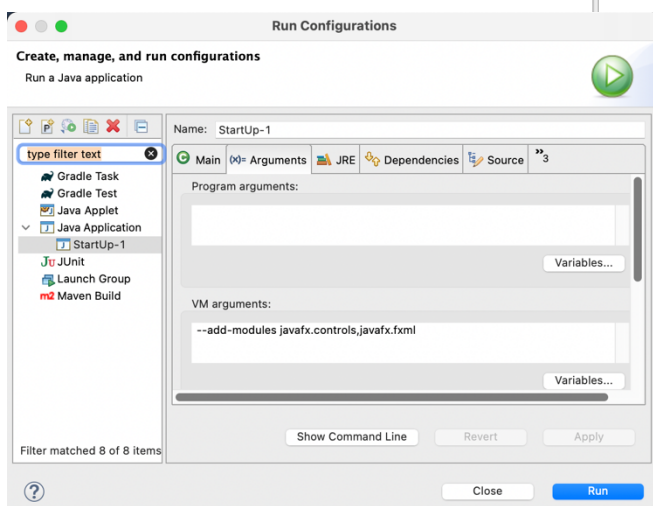 Run Configurations
Create, manage, and run configurations
Run a Java application
type filter text
Gradle Task
Gradle Test
Java Applet
Java Application
StartUp-1
JUnit
Launch Group
Maven Build
Filter matched 8 of 8 items
Name: StartUp-1
Main (x)= Arguments JRE Dependencies Source »3
Program arguments:
Variables...
VM arguments:
--add-modules javafx.controls,javafx.fxml
Variables...
Show Command Line Revert Apply
? Close Run